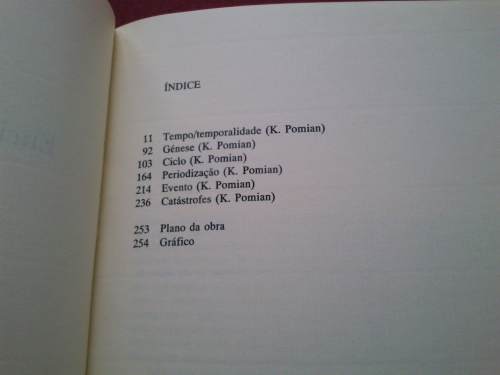 ÍNDICE
11 Tempo/temporalidade (K. Pomian)
92 Génese (K. Pomian)
103 Ciclo (K. Pomian)
164 Periodização (K. Pomian)
214 Evento (K. Pomian)
236 Catástrofes (K. Pomian)
253 Plano da obra
254 Gráfico